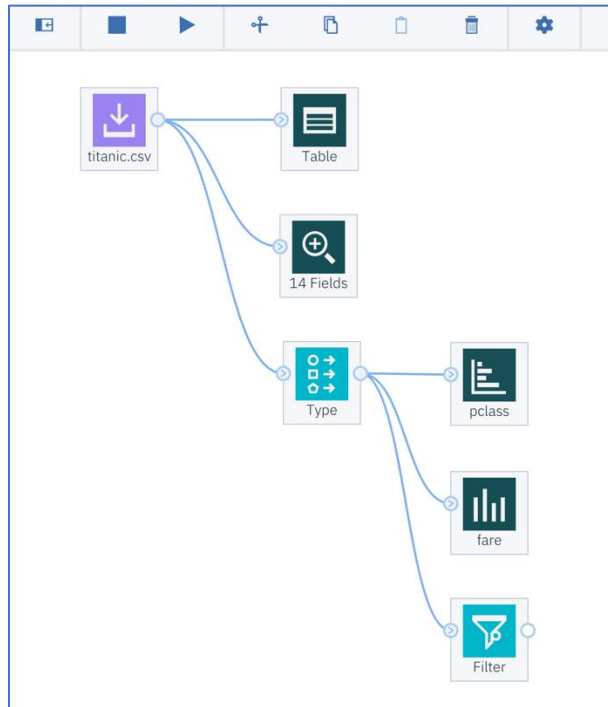 titanic.csv
Table
14 Fields
Type
pclass
fare
Filter